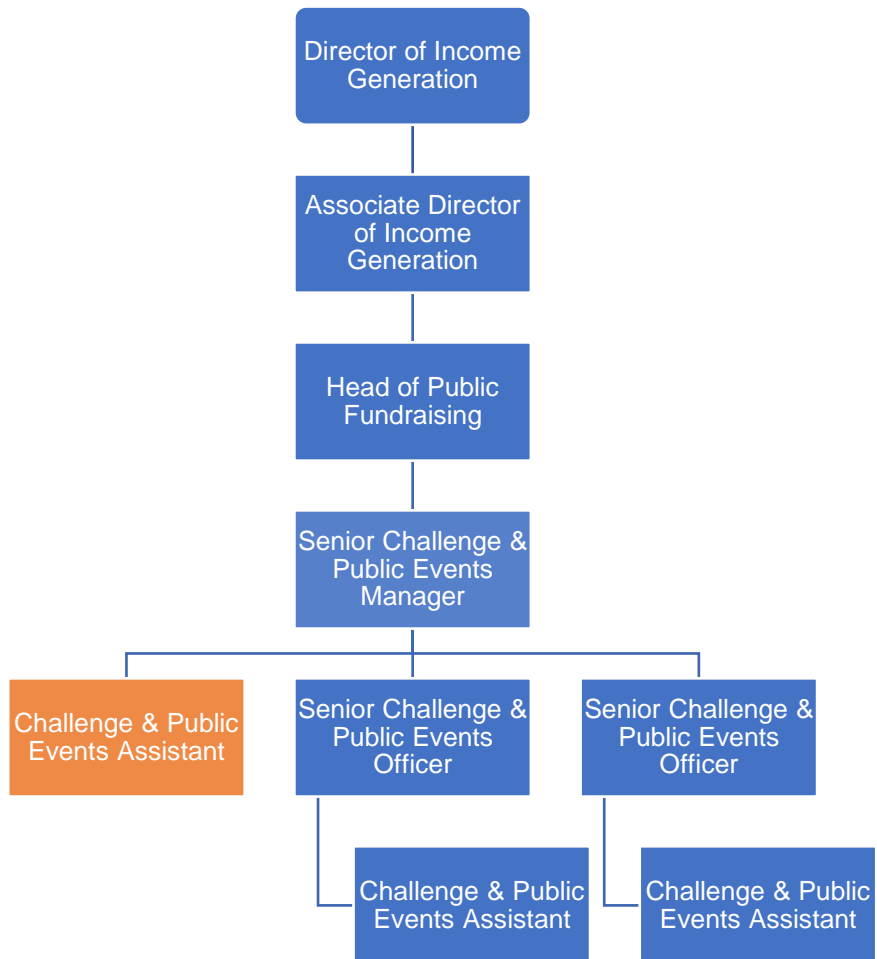 Director of Income
Generation
Associate Director
of Income
Generation
Head of Public
Fundraising
Senior Challenge &
Public Events
Manager
Challenge & Public
Events Assistant
Senior Challenge &
Public Events
Officer
Senior Challenge &
Public Events
Officer
Challenge & Public
Events Assistant
Challenge & Public
Events Assistant